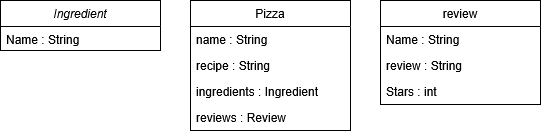 Ingredient
Name : String
Pizza
name : String
recipe : String
ingredients : Ingredient
reviews : Review
review
Name : String
review : String
Stars : int